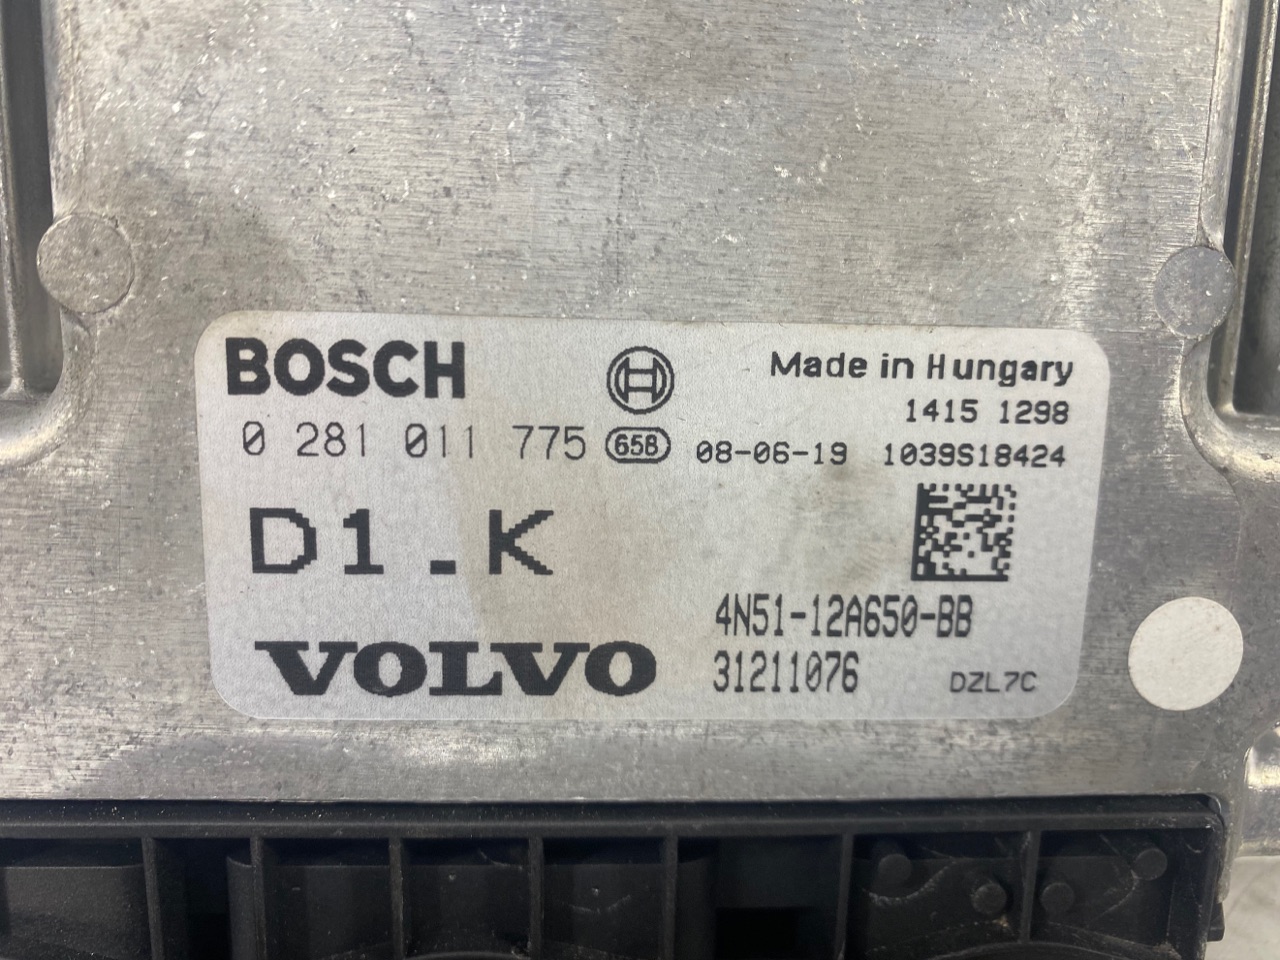 BOSCH
Made in Hungary
1415 1298
0 281 011 775 658 08-06-19 1039S18424
D1.K
4N51-12A650-BB
VOLVO 31211076 DZL7C